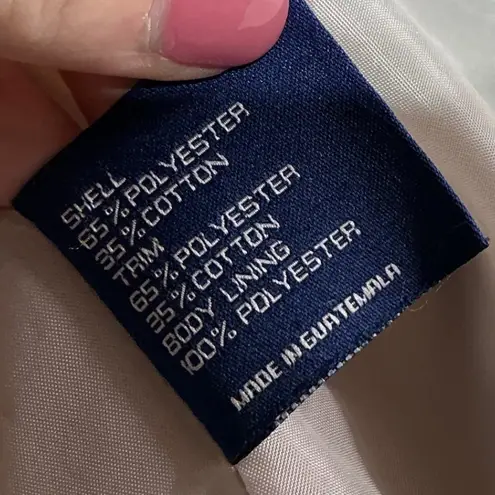 SHELL
65% POLYESTER
35% COTTON
TRIM
65% POLYESTER
35% COTTON
BODY LINING
100% POLYESTER
MADE IN GUATEMALA